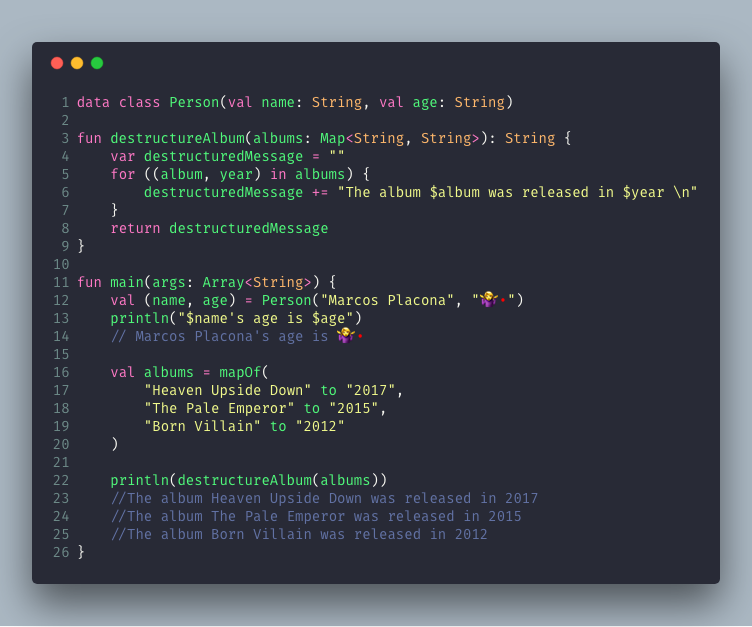 1 data class Person(val name: String, val age: String)
2
3 fun destructureAlbum(albums: Map<String, String>): String {
4     var destructuredMessage = ""
5     for ((album, year) in albums) {
6         destructuredMessage += "The album $album was released in $year \n"
7     }
8     return destructuredMessage
9 }
10
11 fun main(args: Array<String>) {
12     val (name, age) = Person("Marcos Placona", "🤷‍♀️")
13     println("$name's age is $age")
14     // Marcos Placona's age is 🤷‍♀️
15
16     val albums = mapOf(
17         "Heaven Upside Down" to "2017",
18         "The Pale Emperor" to "2015",
19         "Born Villain" to "2012"
20     )
21
22     println(destructureAlbum(albums))
23     //The album Heaven Upside Down was released in 2017
24     //The album The Pale Emperor was released in 2015
25     //The album Born Villain was released in 2012
26 }